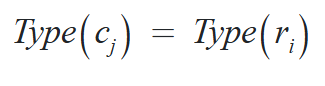 Type(c_j) = Type(r_i)